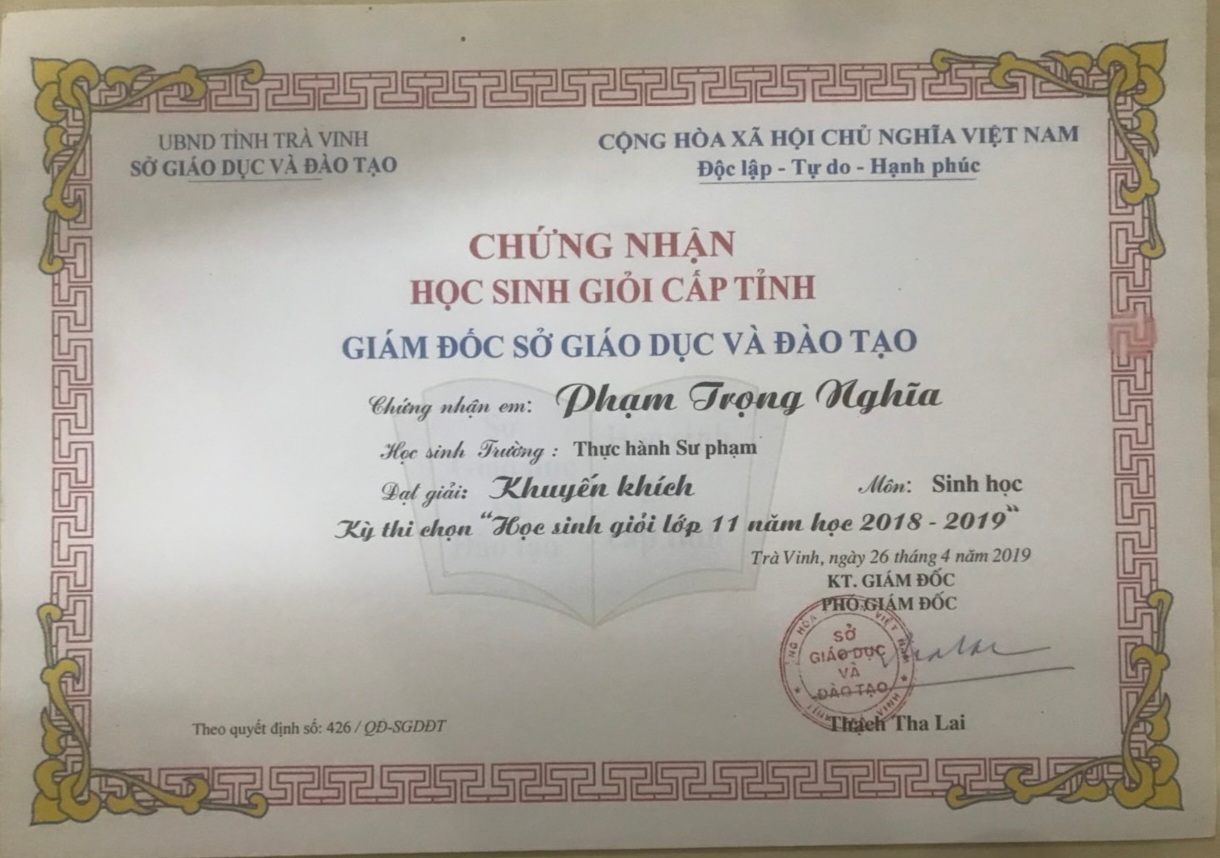 UBND TỈNH TRÀ VINH
SỞ GIÁO DỤC VÀ ĐÀO TẠO
CỘNG HÒA XÃ HỘI CHỦ NGHĨA VIỆT NAM
Độc lập - Tự do - Hạnh phúc
CHỨNG NHẬN
HỌC SINH GIỎI CẤP TỈNH
GIÁM ĐỐC SỞ GIÁO DỤC VÀ ĐÀO TẠO
Chứng nhận em: Phạm Trọng Nghĩa
Học sinh Trường : Thực hành Sư phạm
Đạt giải: Khuyến khích Môn: Sinh học
Kỳ thi chọn “Học sinh giỏi lớp 11 năm học 2018 - 2019”
Trà Vinh, ngày 26 tháng 4 năm 2019
KT. GIÁM ĐỐC
PHÓ GIÁM ĐỐC
SỞ
GIÁO DỤC
VÀ
ĐÀO TẠO
Thạch Tha Lai
Theo quyết định số: 426 / QĐ-SGDĐT